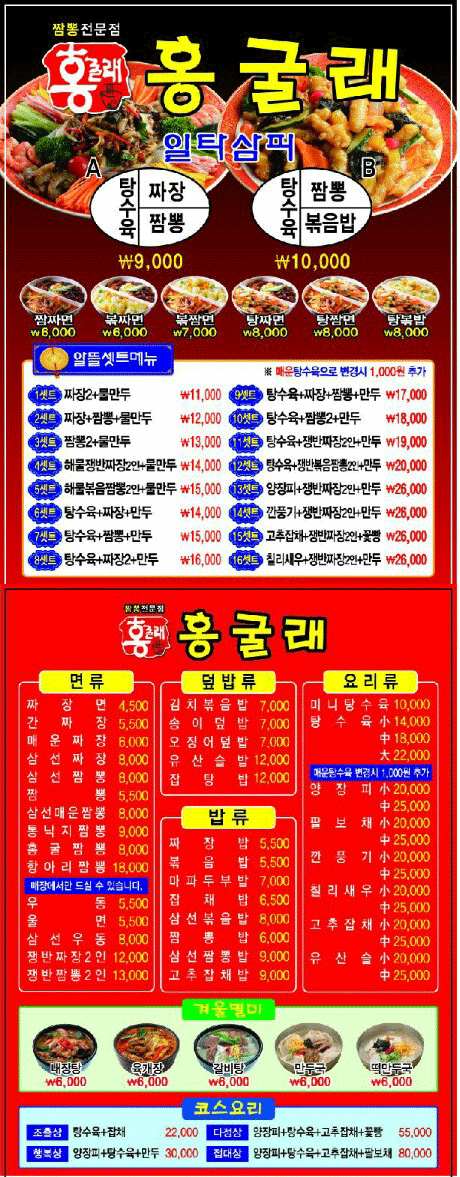 짬뽕전문점
홍굴래 홍굴래
일탁삼피
A
탕수육 짜장 짬뽕
₩9,000
B
탕수육 짬뽕 볶음밥
₩10,000
짬짜면 볶짜면 볶짬면 탕짜면 탕짬면 탕볶밥
₩6,000 ₩6,000 ₩7,000 ₩8,000 ₩8,000 ₩8,000
알뜰셋트메뉴
※ 매운탕수육으로 변경시 1,000원 추가
1셋트 짜장2+물만두 ₩11,000
2셋트 짜장+짬뽕+물만두 ₩12,000
3셋트 짬뽕2+물만두 ₩13,000
4셋트 해물쟁반짜장2인+물만두 ₩14,000
5셋트 해물볶음짬뽕2인+물만두 ₩15,000
6셋트 탕수육+짜장+만두 ₩14,000
7셋트 탕수육+짬뽕+만두 ₩15,000
8셋트 탕수육+짜장2+만두 ₩16,000
9셋트 탕수육+짜장+짬뽕+만두 ₩17,000
10셋트 탕수육+짬뽕2+만두 ₩18,000
11셋트 탕수육+쟁반짜장2인+만두 ₩19,000
12셋트 탕수육+쟁반볶음짬뽕2인+만두 ₩20,000
13셋트 양장피+쟁반짜장2인+만두 ₩26,000
14셋트 깐풍기+쟁반짜장2인+만두 ₩26,000
15셋트 고추잡채+쟁반짜장2인+꽃빵 ₩26,000
16셋트 칠리새우+쟁반짜장2인+만두 ₩26,000
짬뽕전문점
홍굴래 홍굴래
면류
짜장면 4,500
간짜장 5,500
매운짜장 6,000
삼선짜장 8,000
삼선짬뽕 8,000
짬뽕 5,500
삼선매운짬뽕 8,000
통낙지짬뽕 9,000
홍굴짬뽕 8,000
항아리짬뽕 18,000
매장에서만 드실 수 있습니다.
우동 5,500
울면 5,500
삼선우동 8,000
쟁반짜장2인 12,000
쟁반짬뽕2인 13,000
덮밥류
김치볶음밥 7,000
송이덮밥 7,000
오징어덮밥 7,000
유산슬밥 12,000
잡탕밥 12,000
밥류
짜장밥 5,500
볶음밥 5,500
마파두부밥 7,000
잡채밥 6,500
삼선볶음밥 8,000
짬뽕밥 6,000
삼선짬뽕밥 9,000
고추잡채밥 9,000
요리류
미니탕수육 10,000
탕수육 小 14,000
中 18,000
大 22,000
매운탕수육 변경시 1,000원 추가
양장피 小 20,000
中 25,000
팔보채 小 20,000
中 25,000
깐풍기 小 20,000
中 25,000
칠리새우 小 20,000
中 25,000
고추잡채 小 20,000
中 25,000
유산슬 小 20,000
中 25,000
겨울별미
내장탕 육개장 갈비탕 만두국 떡만두국
₩6,000 ₩6,000 ₩6,000 ₩6,000 ₩6,000
코스요리
조촐상 탕수육+잡채 22,000
다정상 양장피+탕수육+고추잡채+꽃빵 55,000
행복상 양장피+탕수육+만두 30,000
접대상 양장피+탕수육+고추잡채+팔보채 80,000